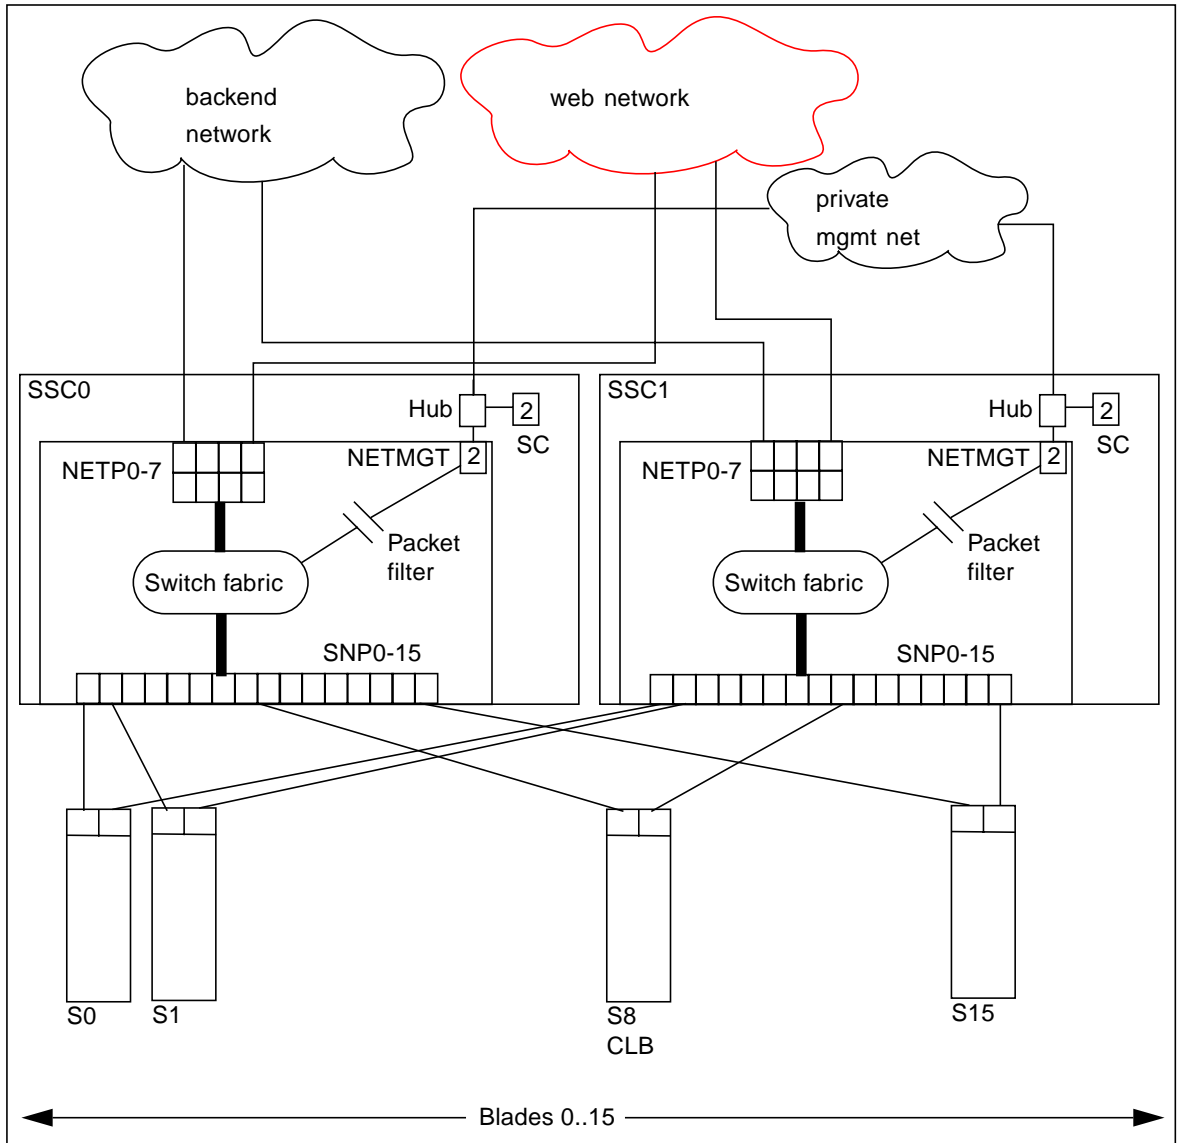 backend
network
web network
private
mgmt net
SSC0
Hub
2
SC
NETP0-7
NETMGT
2
Packet
filter
Switch fabric
SNP0-15
SSC1
Hub
2
SC
NETP0-7
NETMGT
2
Packet
filter
Switch fabric
SNP0-15
S0
S1
S8
CLB
S15
Blades 0..15